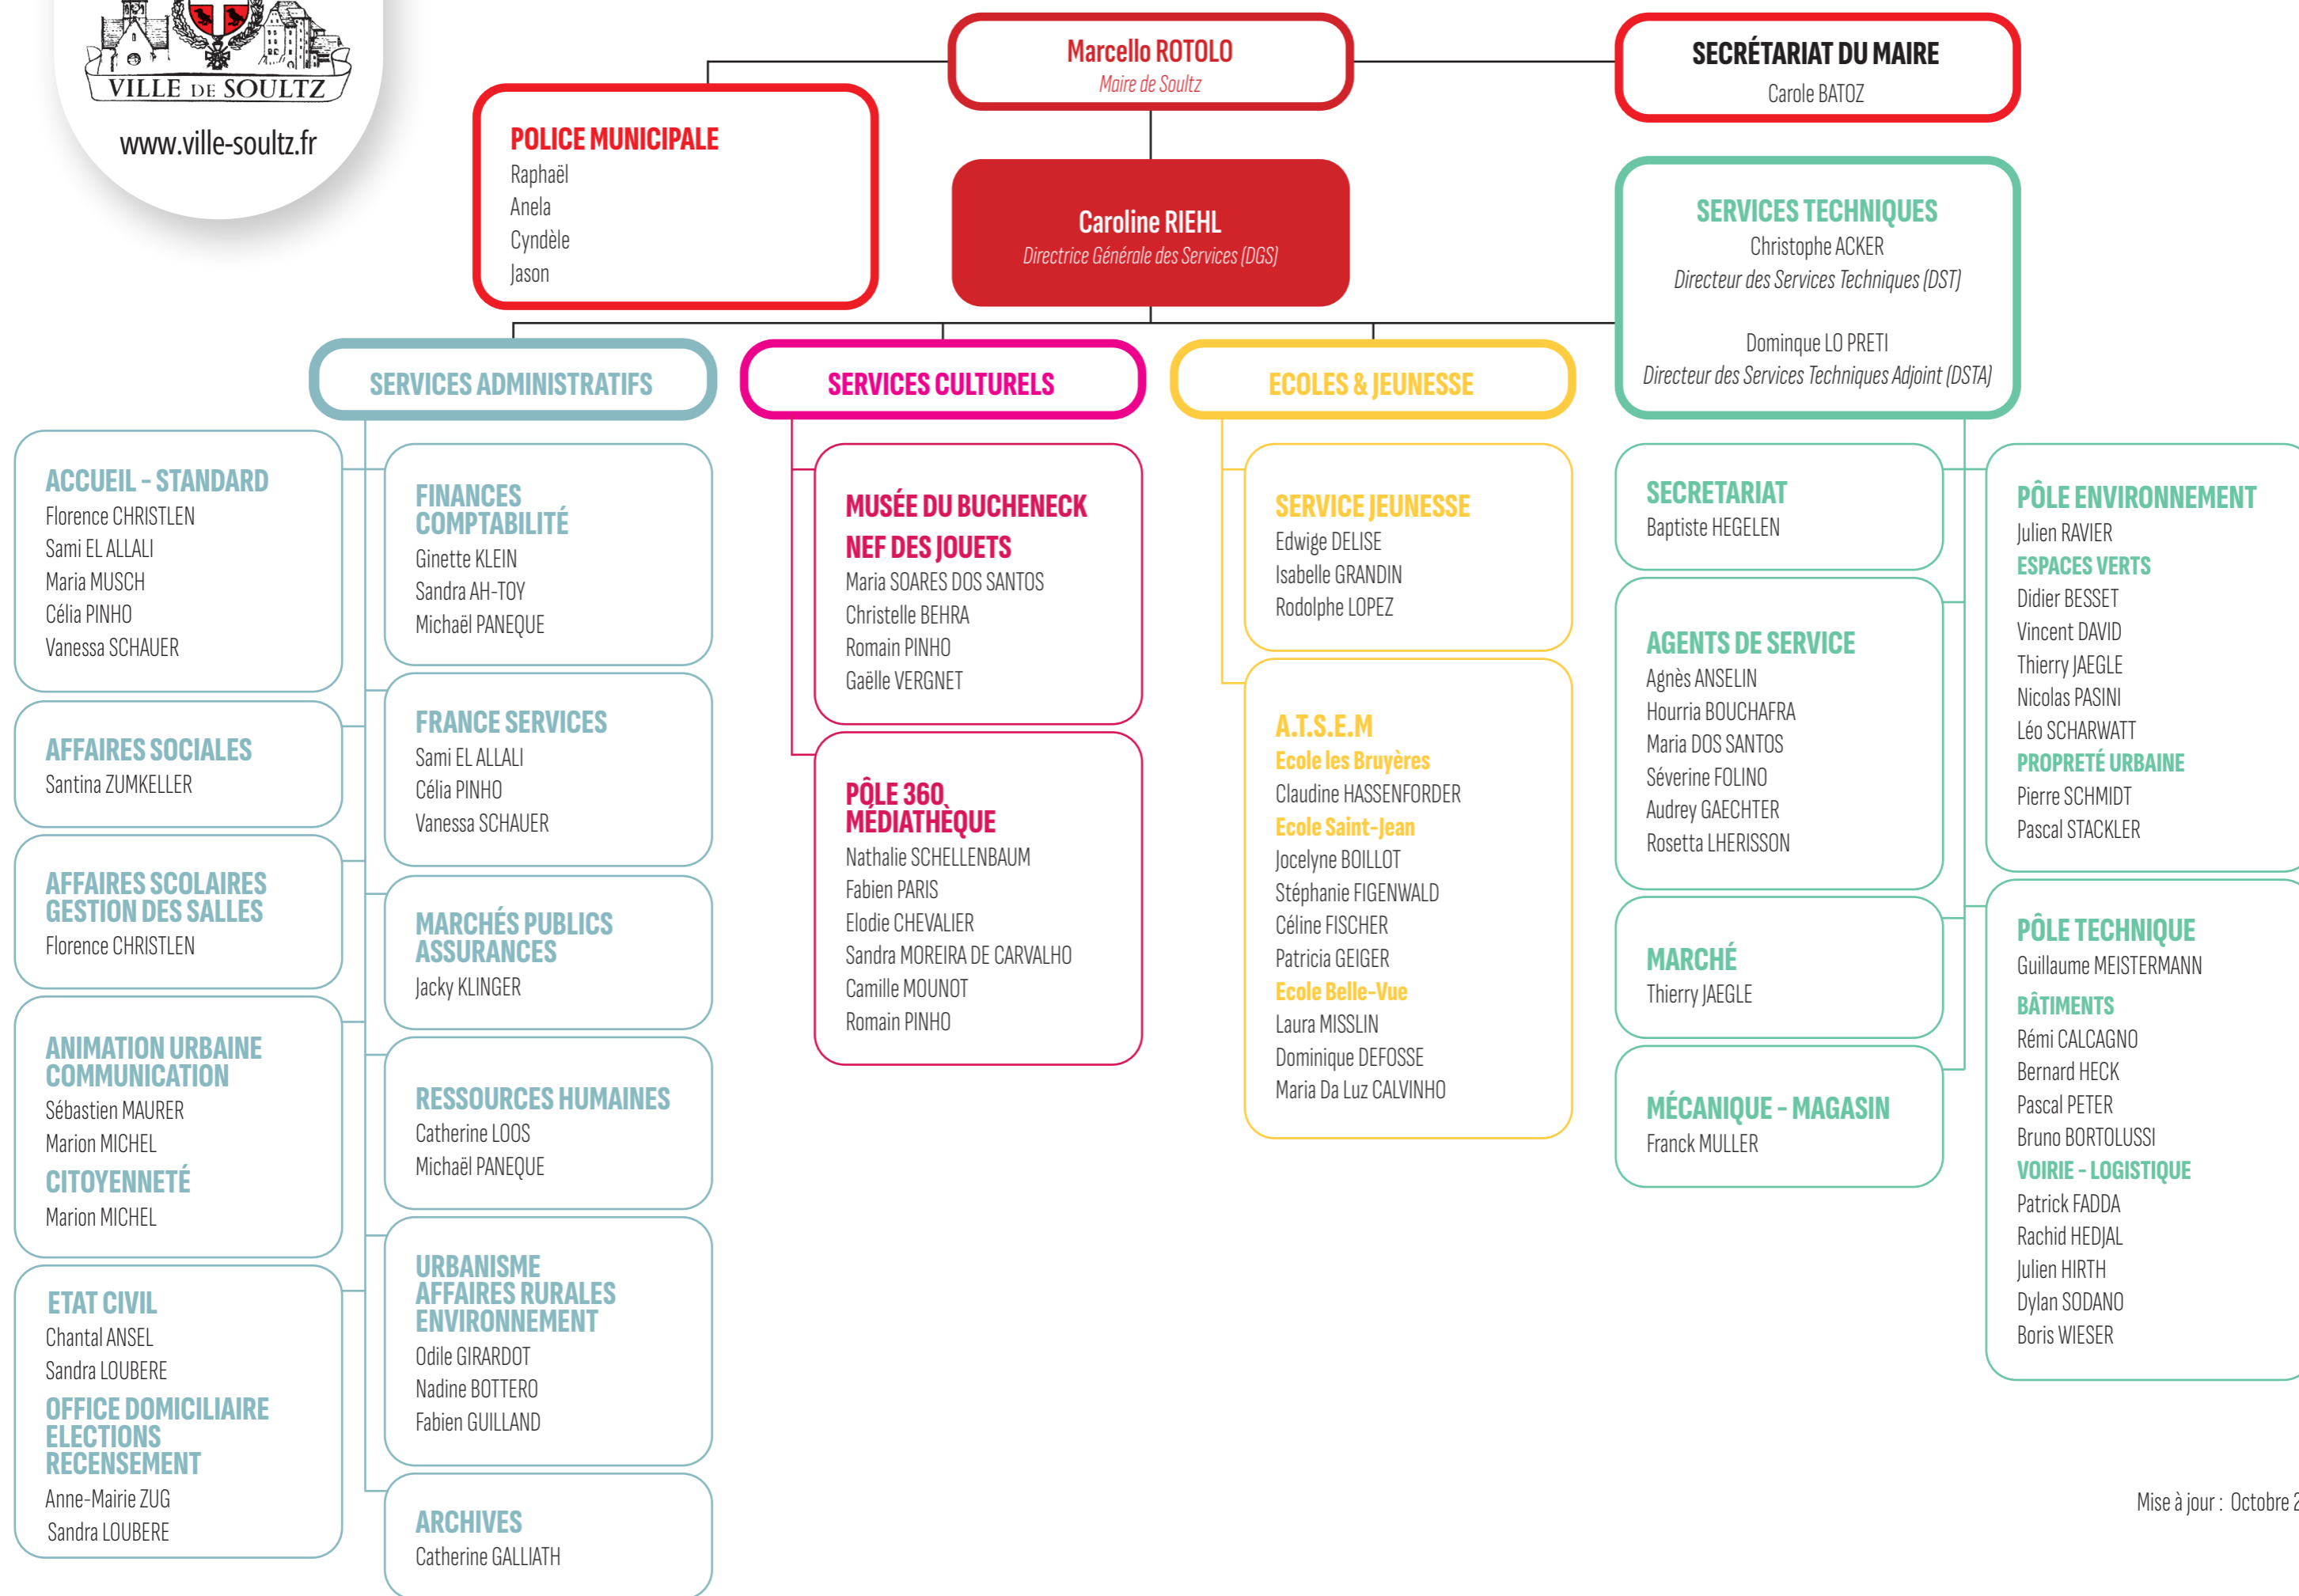 VILLE DE SOULTZ
www.ville-soultz.fr
Marcello ROTOLO
Maire de Soultz
SECRÉTARIAT DU MAIRE
Carole BATOZ
POLICE MUNICIPALE
Raphaël
Anela
Cyndèle
Jason
Caroline RIEHL
Directrice Générale des Services (DGS)
SERVICES TECHNIQUES
Christophe ACKER
Directeur des Services Techniques (DST)
Dominque LO PRETI
Directeur des Services Techniques Adjoint (DSTA)
SERVICES ADMINISTRATIFS
SERVICES CULTURELS
ECOLES & JEUNESSE
ACCUEIL - STANDARD
Florence CHRISTLEN
Sami EL ALLALI
Maria MUSCH
Célia PINHO
Vanessa SCHAUER
AFFAIRES SOCIALES
Santina ZUMKELLER
AFFAIRES SCOLAIRES
GESTION DES SALLES
Florence CHRISTLEN
ANIMATION URBAINE
COMMUNICATION
Sébastien MAURER
Marion MICHEL
CITOYENNETÉ
Marion MICHEL
ETAT CIVIL
Chantal ANSEL
Sandra LOUBERE
OFFICE DOMICILIAIRE
ELECTIONS
RECENSEMENT
Anne-Mairie ZUG
Sandra LOUBERE
FINANCES
COMPTABILITÉ
Ginette KLEIN
Sandra AH-TOY
Michaël PANEQUE
FRANCE SERVICES
Sami EL ALLALI
Célia PINHO
Vanessa SCHAUER
MARCHÉS PUBLICS
ASSURANCES
Jacky KLINGER
RESSOURCES HUMAINES
Catherine LOOS
Michaël PANEQUE
URBANISME
AFFAIRES RURALES
ENVIRONNEMENT
Odile GIRARDOT
Nadine BOTTERO
Fabien GUILLAND
ARCHIVES
Catherine GALLIATH
MUSÉE DU BUCHENECK
NEF DES JOUETS
Maria SOARES DOS SANTOS
Christelle BEHRA
Romain PINHO
Gaëlle VERGNET
PÔLE 360
MÉDIATHÈQUE
Nathalie SCHELLENBAUM
Fabien PARIS
Elodie CHEVALIER
Sandra MOREIRA DE CARVALHO
Camille MOUNOT
Romain PINHO
SERVICE JEUNESSE
Edwige DELISE
Isabelle GRANDIN
Rodolphe LOPEZ
A.T.S.E.M
Ecole les Bruyères
Claudine HASSENFORDER
Ecole Saint-Jean
Jocelyne BOILLOT
Stéphanie FIGENWALD
Céline FISCHER
Patricia GEIGER
Ecole Belle-Vue
Laura MISSLIN
Dominique DEFOSSE
Maria Da Luz CALVINHO
SECRETARIAT
Baptiste HEGELEN
AGENTS DE SERVICE
Agnès ANSELIN
Hourria BOUCHAFRA
Maria DOS SANTOS
Séverine FOLINO
Audrey GAECHTER
Rosetta LHERISSON
MARCHÉ
Thierry JAEGLE
MÉCANIQUE - MAGASIN
Franck MULLER
PÔLE ENVIRONNEMENT
Julien RAVIER
ESPACES VERTS
Didier BESSET
Vincent DAVID
Thierry JAEGLE
Nicolas PASINI
Léo SCHARWATT
PROPRETÉ URBAINE
Pierre SCHMIDT
Pascal STACKLER
PÔLE TECHNIQUE
Guillaume MEISTERMANN
BÂTIMENTS
Rémi CALCAGNO
Bernard HECK
Pascal PETER
Bruno BORTOLUSSI
VOIRIE - LOGISTIQUE
Patrick FADDA
Rachid HEDJAL
Julien HIRTH
Dylan SODANO
Boris WIESER
Mise à jour : Octobre